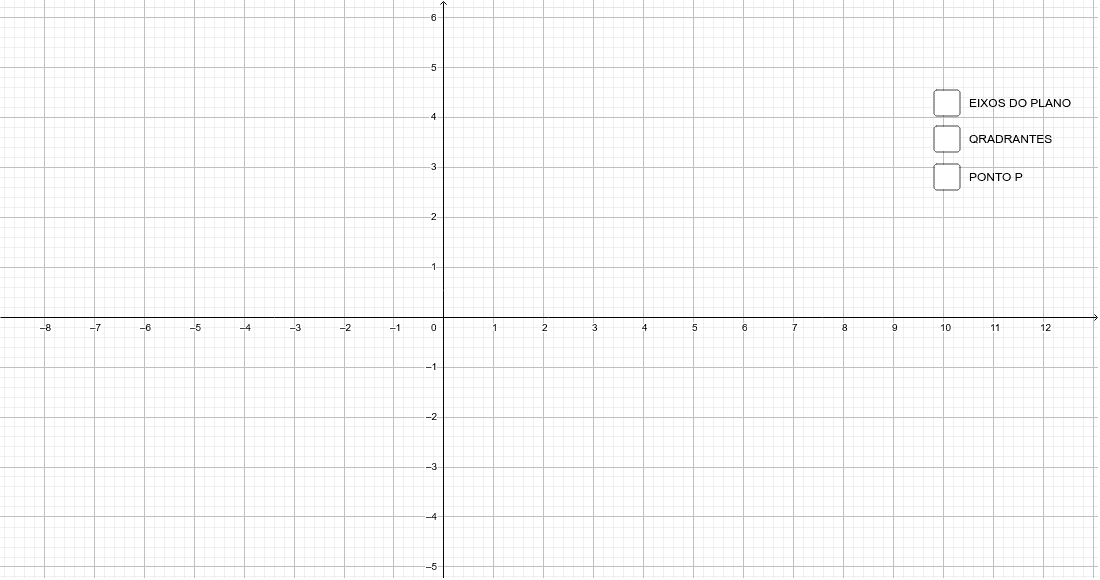 6
5
EIXOS DO PLANO
4
QRADRANTES
3
PONTO P
2
1
–8 –7 –6 –5 –4 –3 –2 –1 0 1 2 3 4 5 6 7 8 9 10 11 12
–1
–2
–3
–4
–5